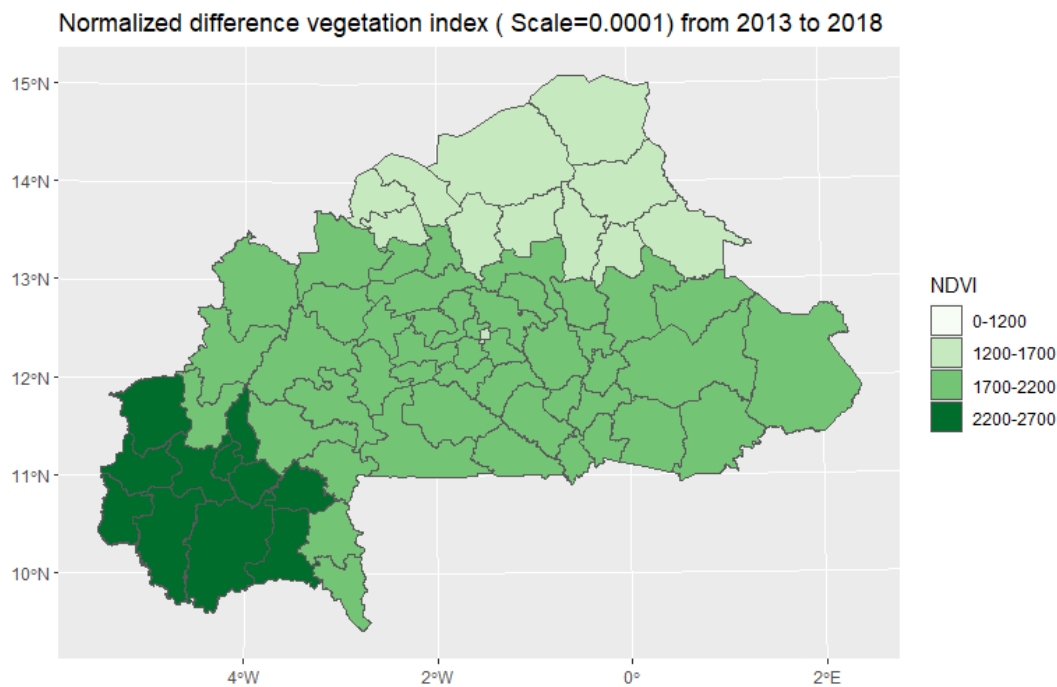 Normalized difference vegetation index ( Scale=0.0001) from 2013 to 2018
15°N
14°N
13°N
12°N
11°N
10°N
4°W
2°W
0°
2°E
NDVI
0-1200
1200-1700
1700-2200
2200-2700